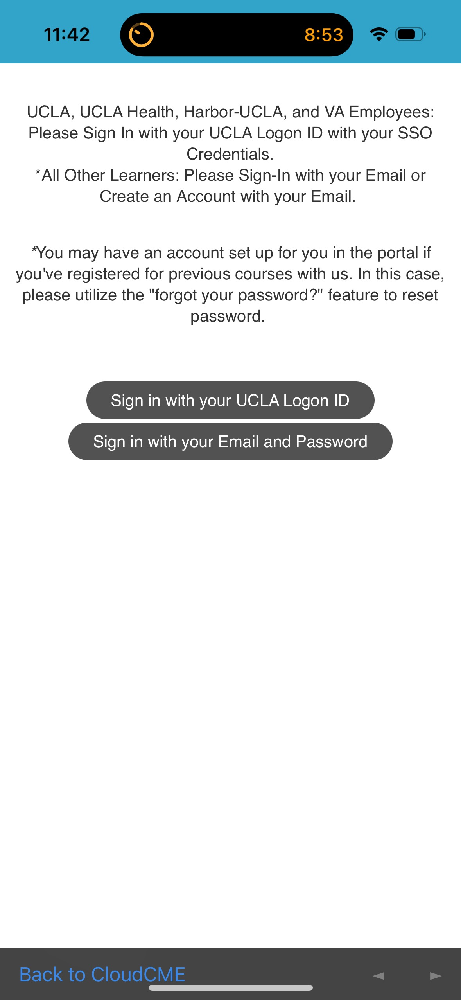 11:42
8:53
UCLA, UCLA Health, Harbor-UCLA, and VA Employees:
Please Sign In with your UCLA Logon ID with your SSO
Credentials.
*All Other Learners: Please Sign-In with your Email or
Create an Account with your Email.
*You may have an account set up for you in the portal if
you've registered for previous courses with us. In this case,
please utilize the "forgot your password?" feature to reset
password.
Sign in with your UCLA Logon ID
Sign in with your Email and Password
Back to CloudCME